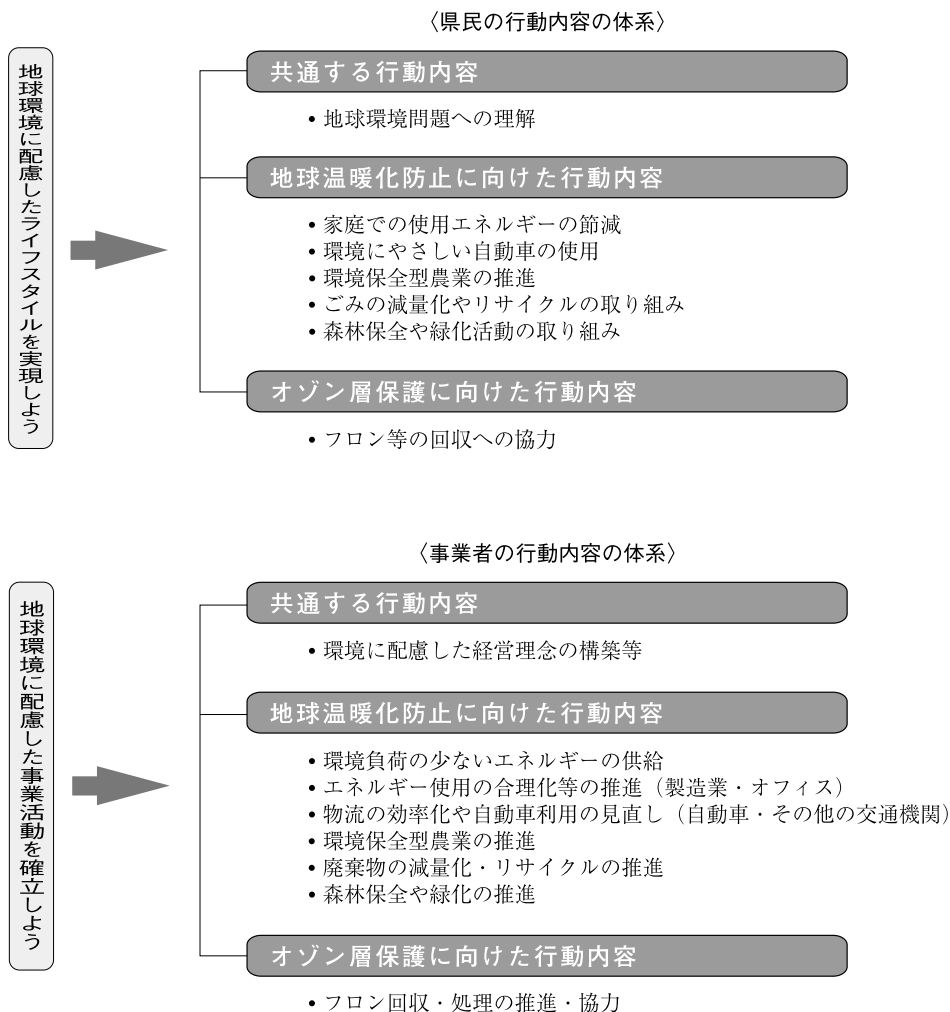 〈県民の行動内容の体系〉
地球環境に配慮したライフスタイルを実現しよう
共通する行動内容
・地球環境問題への理解
地球温暖化防止に向けた行動内容
・家庭での使用エネルギーの節減
・環境にやさしい自動車の使用
・環境保全型農業の推進
・ごみの減量化やリサイクルの取り組み
・森林保全や緑化活動の取り組み
オゾン層保護に向けた行動内容
・フロン等の回収への協力
〈事業者の行動内容の体系〉
地球環境に配慮した事業活動を確立しよう
共通する行動内容
・環境に配慮した経営理念の構築等
地球温暖化防止に向けた行動内容
・環境負荷の少ないエネルギーの供給
・エネルギー使用の合理化等の推進（製造業・オフィス）
・物流の効率化や自動車利用の見直し（自動車・その他の交通機関）
・環境保全型農業の推進
・廃棄物の減量化・リサイクルの推進
・森林保全や緑化の推進
オゾン層保護に向けた行動内容
・フロン回収・処理の推進・協力